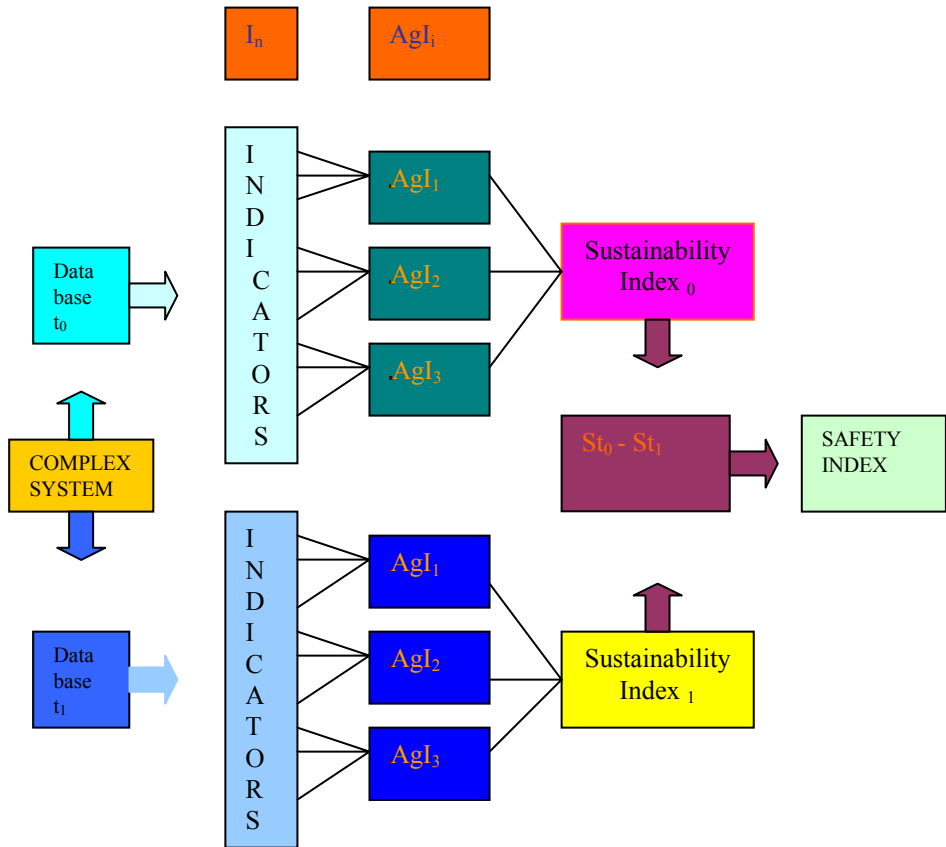 Iₙ
AgIᵢ
I
N
D
I
C
A
T
O
R
S
AgI₁
AgI₂
AgI₃
Data
base
t₀
Sustainability
Index ₀
COMPLEX
SYSTEM
St₀ - St₁
SAFETY
INDEX
I
N
D
I
C
A
T
O
R
S
AgI₁
AgI₂
AgI₃
Data
base
t₁
Sustainability
Index ₁